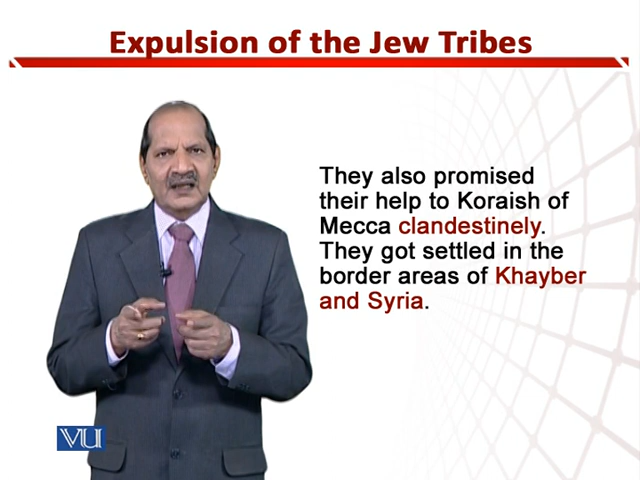 Expulsion of the Jew Tribes
They also promised
their help to Koraish of
Mecca clandestinely.
They got settled in the
border areas of Khayber
and Syria.
VU